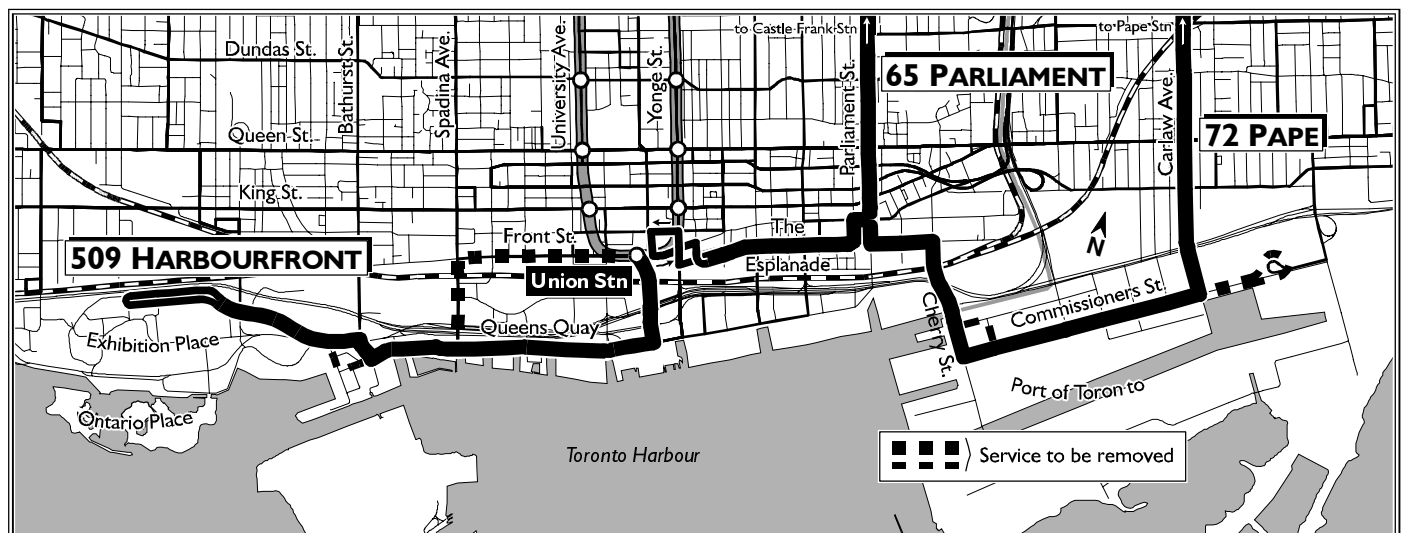 to Castle Frank Stn
to Pape Stn
Dundas St.
Bathurst St.
Spadina Ave.
University Ave.
Yonge St.
Parliament St.
65 PARLIAMENT
Carlaw Ave.
72 PAPE
Queen St.
King St.
The
Esplanade
Front St.
509 HARBOURFRONT
Union Stn
N
Queens Quay
Cherry St.
Commissioners St.
Exhibition Place
Ontario Place
Port of Toron to
Toronto Harbour
Service to be removed